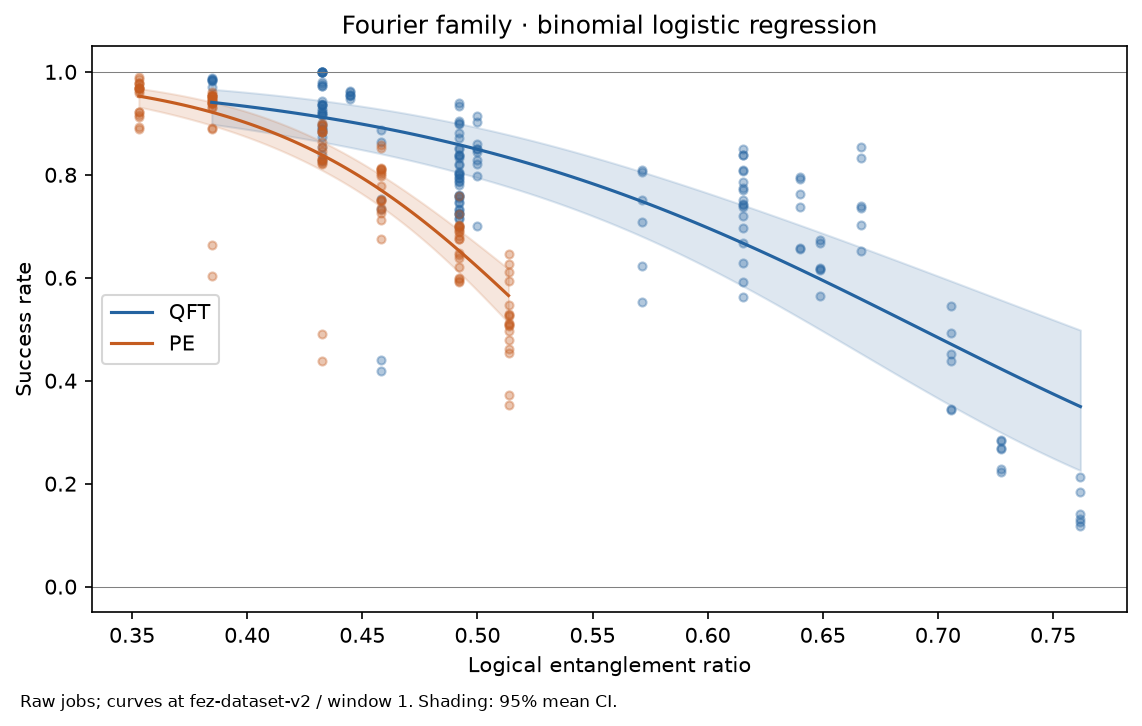 Fourier family · binomial logistic regression
1.0
0.8
0.6
0.4
0.2
0.0
Success rate
QFT
PE
0.35 0.40 0.45 0.50 0.55 0.60 0.65 0.70 0.75
Logical entanglement ratio
Raw jobs; curves at fez-dataset-v2 / window 1. Shading: 95% mean CI.